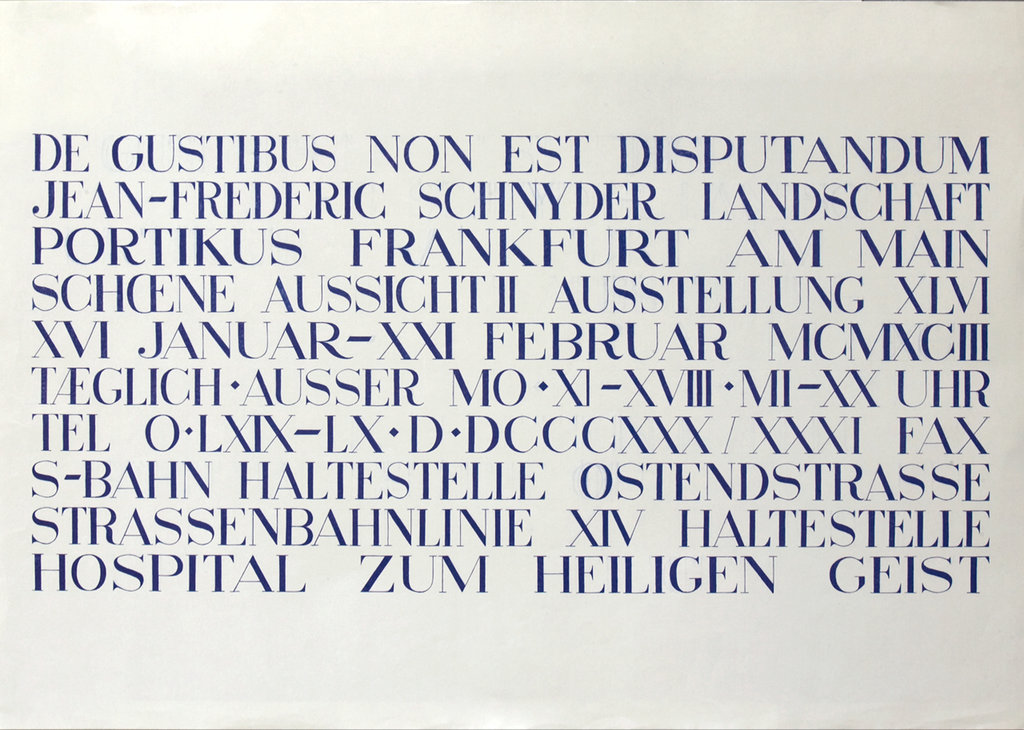 DE GUSTIBUS NON EST DISPUTANDUM
JEAN-FREDERIC SCHNYDER LANDSCHAFT
PORTIKUS FRANKFURT AM MAIN
SCHŒNE AUSSICHT II AUSSTELLUNG XLVI
XVI JANUAR-XXI FEBRUAR MCMXCIII
TÆGLICH·AUSSER MO·XI-XVIII·MI-XX UHR
TEL O·LXIX-LX·D·DCCCXXX/XXXI FAX
S-BAHN HALTESTELLE OSTENDSTRASSE
STRASSENBAHNLINIE XIV HALTESTELLE
HOSPITAL ZUM HEILIGEN GEIST